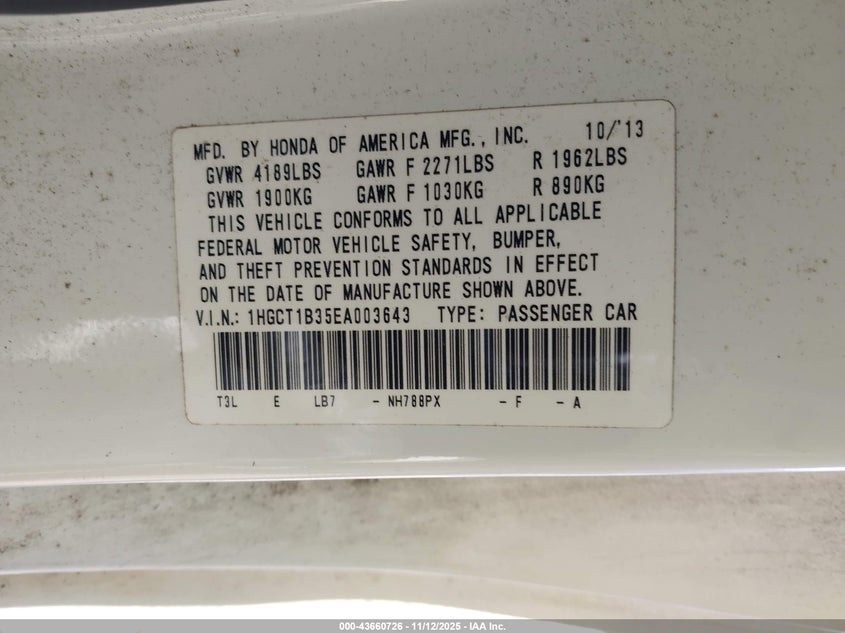 MFD. BY HONDA OF AMERICA MFG., INC. 10/'13
GVWR 4189LBS GAWR F 2271LBS R 1962LBS
GVWR 1900KG GAWR F 1030KG R 890KG
THIS VEHICLE CONFORMS TO ALL APPLICABLE
FEDERAL MOTOR VEHICLE SAFETY, BUMPER,
AND THEFT PREVENTION STANDARDS IN EFFECT
ON THE DATE OF MANUFACTURE SHOWN ABOVE.
V.I.N.: 1HGCT1B35EA003643 TYPE: PASSENGER CAR
T3L E LB7 - NH788PX - F - A
000-43660726 - 11/12/2025 - IAA Inc.